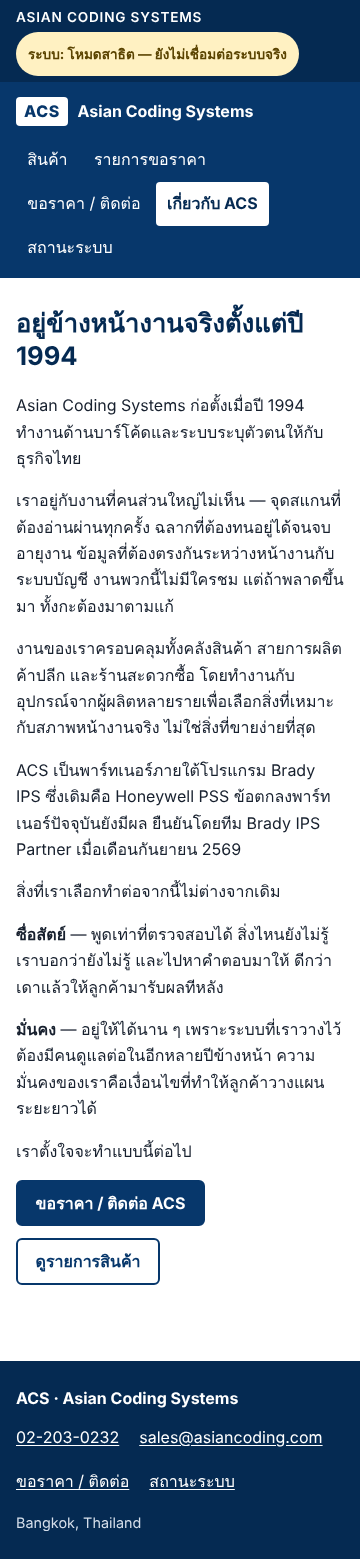 ASIAN CODING SYSTEMS
ระบบ: โหมดสาธิต — ยังไม่เชื่อมต่อระบบจริง
ACS Asian Coding Systems
สินค้า รายการขอราคา
ขอราคา / ติดต่อ เกี่ยวกับ ACS
สถานะระบบ
อยู่ข้างหน้างานจริงตั้งแต่ปี
1994
Asian Coding Systems ก่อตั้งเมื่อปี 1994
ทำงานด้านบาร์โค้ดและระบบระบุตัวตนให้กับ
ธุรกิจไทย
เราอยู่กับงานที่คนส่วนใหญ่ไม่เห็น — จุดสแกนที่
ต้องอ่านผ่านทุกครั้ง ฉลากที่ต้องทนอยู่ได้จนจบ
อายุงาน ข้อมูลที่ต้องตรงกันระหว่างหน้างานกับ
ระบบบัญชี งานพวกนี้ไม่มีใครชม แต่ถ้าพลาดขึ้น
มา ทั้งกะต้องมาตามแก้
งานของเราครอบคลุมทั้งคลังสินค้า สายการผลิต
ค้าปลีก และร้านสะดวกซื้อ โดยทำงานกับ
อุปกรณ์จากผู้ผลิตหลายรายเพื่อเลือกสิ่งที่เหมาะ
กับสภาพหน้างานจริง ไม่ใช่สิ่งที่ขายง่ายที่สุด
ACS เป็นพาร์ทเนอร์ภายใต้โปรแกรม Brady
IPS ซึ่งเดิมคือ Honeywell PSS ข้อตกลงพาร์ท
เนอร์ปัจจุบันยังมีผล ยืนยันโดยทีม Brady IPS
Partner เมื่อเดือนกันยายน 2569
สิ่งที่เราเลือกทำต่อจากนี้ไม่ต่างจากเดิม
ซื่อสัตย์ — พูดเท่าที่ตรวจสอบได้ สิ่งไหนยังไม่รู้
เราบอกว่ายังไม่รู้ และไปหาคำตอบมาให้ ดีกว่า
เดาแล้วให้ลูกค้ามารับผลทีหลัง
มั่นคง — อยู่ให้ได้นาน ๆ เพราะระบบที่เราวางไว้
ต้องมีคนดูแลต่อในอีกหลายปีข้างหน้า ความ
มั่นคงของเราคือเงื่อนไขที่ทำให้ลูกค้าวางแผน
ระยะยาวได้
เราตั้งใจจะทำแบบนี้ต่อไป
ขอราคา / ติดต่อ ACS
ดูรายการสินค้า
ACS · Asian Coding Systems
02-203-0232 sales@asiancoding.com
ขอราคา / ติดต่อ สถานะระบบ
Bangkok, Thailand